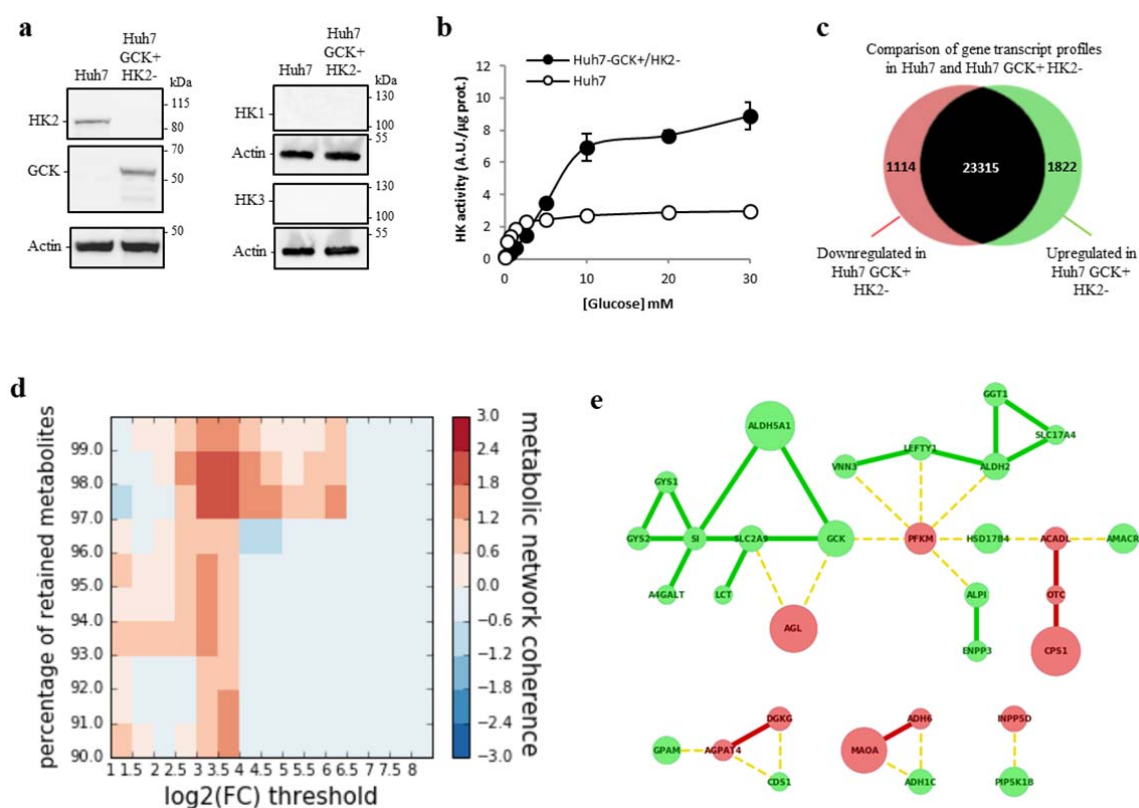 a
Huh7
Huh7
GCK+
HK2-
kDa
HK2
115
80
GCK
70
50
Actin
50
Huh7
Huh7
GCK+
HK2-
kDa
HK1
130
100
Actin
55
HK3
130
100
Actin
55
b
HK activity (A.U./µg prot.)
12
10
8
6
4
2
0
0 10 20 30
[Glucose] mM
Huh7-GCK+/HK2-
Huh7
c
Comparison of gene transcript profiles
in Huh7 and Huh7 GCK+ HK2-
1114 23315 1822
Downregulated in
Huh7 GCK+
HK2-
Upregulated in
Huh7 GCK+
HK2-
d
percentage of retained metabolites
99.0
98.0
97.0
96.0
95.0
94.0
93.0
92.0
91.0
90.0
1 1.5 2 2.5 3 3.5 4 4.5 5 5.5 6 6.5 7 7.5 8
log2(FC) threshold
3.0
2.4
1.8
1.2
0.6
0.0
−0.6
−1.2
−1.8
−2.4
−3.0
metabolic network coherence
e
GGT1
ALDH5A1
SLC17A4
LEFTY1
VNN3
ALDH2
GYS1
GYS2
SI
SLC2A9
GCK
PFKM
HSD17B4
ACADL
AMACR
A4GALT
LCT
ALPI
OTC
AGL
ENPP3
CPS1
DGKG
ADH6
INPP5D
GPAM
AGPAT4
MAOA
CDS1
ADH1C
PIP5K1B